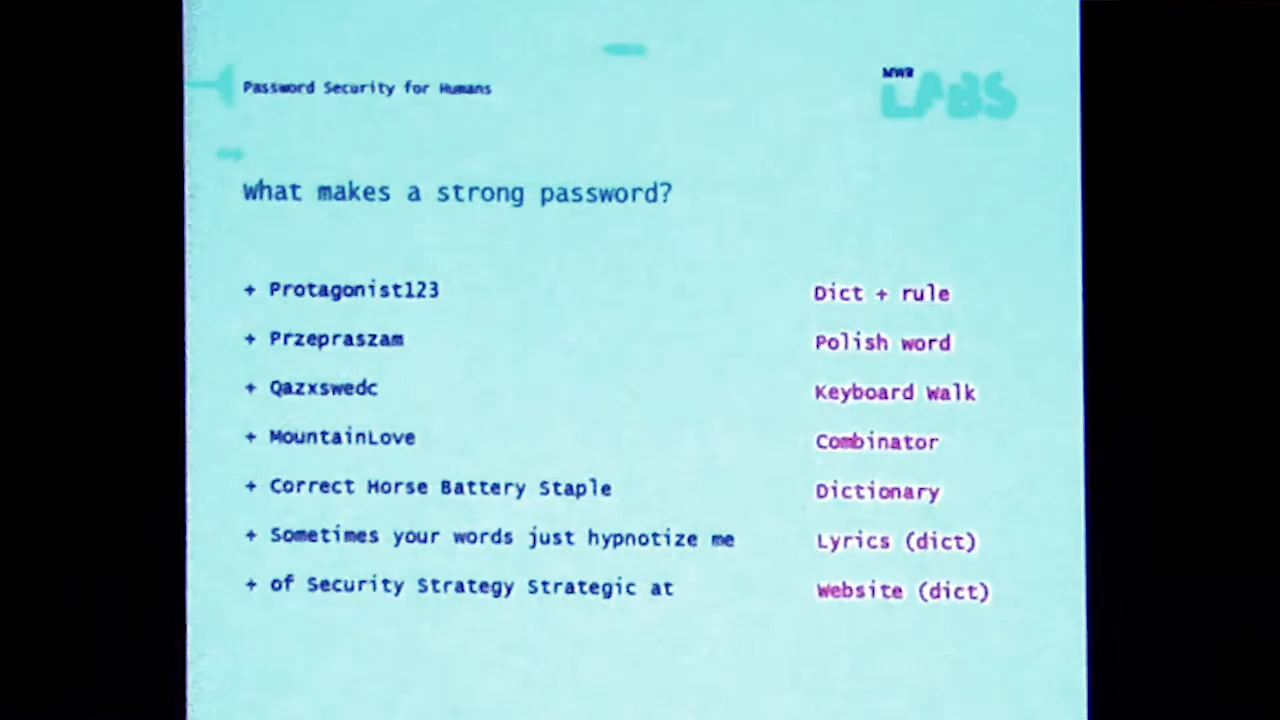 Password Security for Humans
MWR
LABS
What makes a strong password?
+ Protagonist123 Dict + rule
+ Przepraszam Polish word
+ Qazxswedc Keyboard Walk
+ MountainLove Combinator
+ Correct Horse Battery Staple Dictionary
+ Sometimes your words just hypnotize me Lyrics (dict)
+ of Security Strategy Strategic at Website (dict)